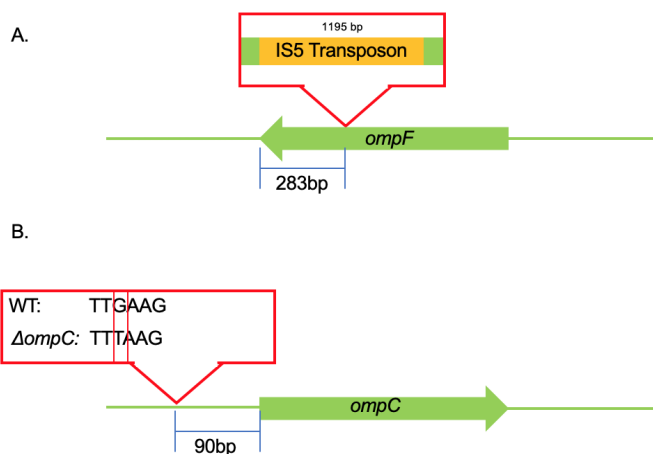 A.
1195 bp
IS5 Transposon
ompF
283bp
B.
WT: TTGAAG
ΔompC: TTTAAG
ompC
90bp